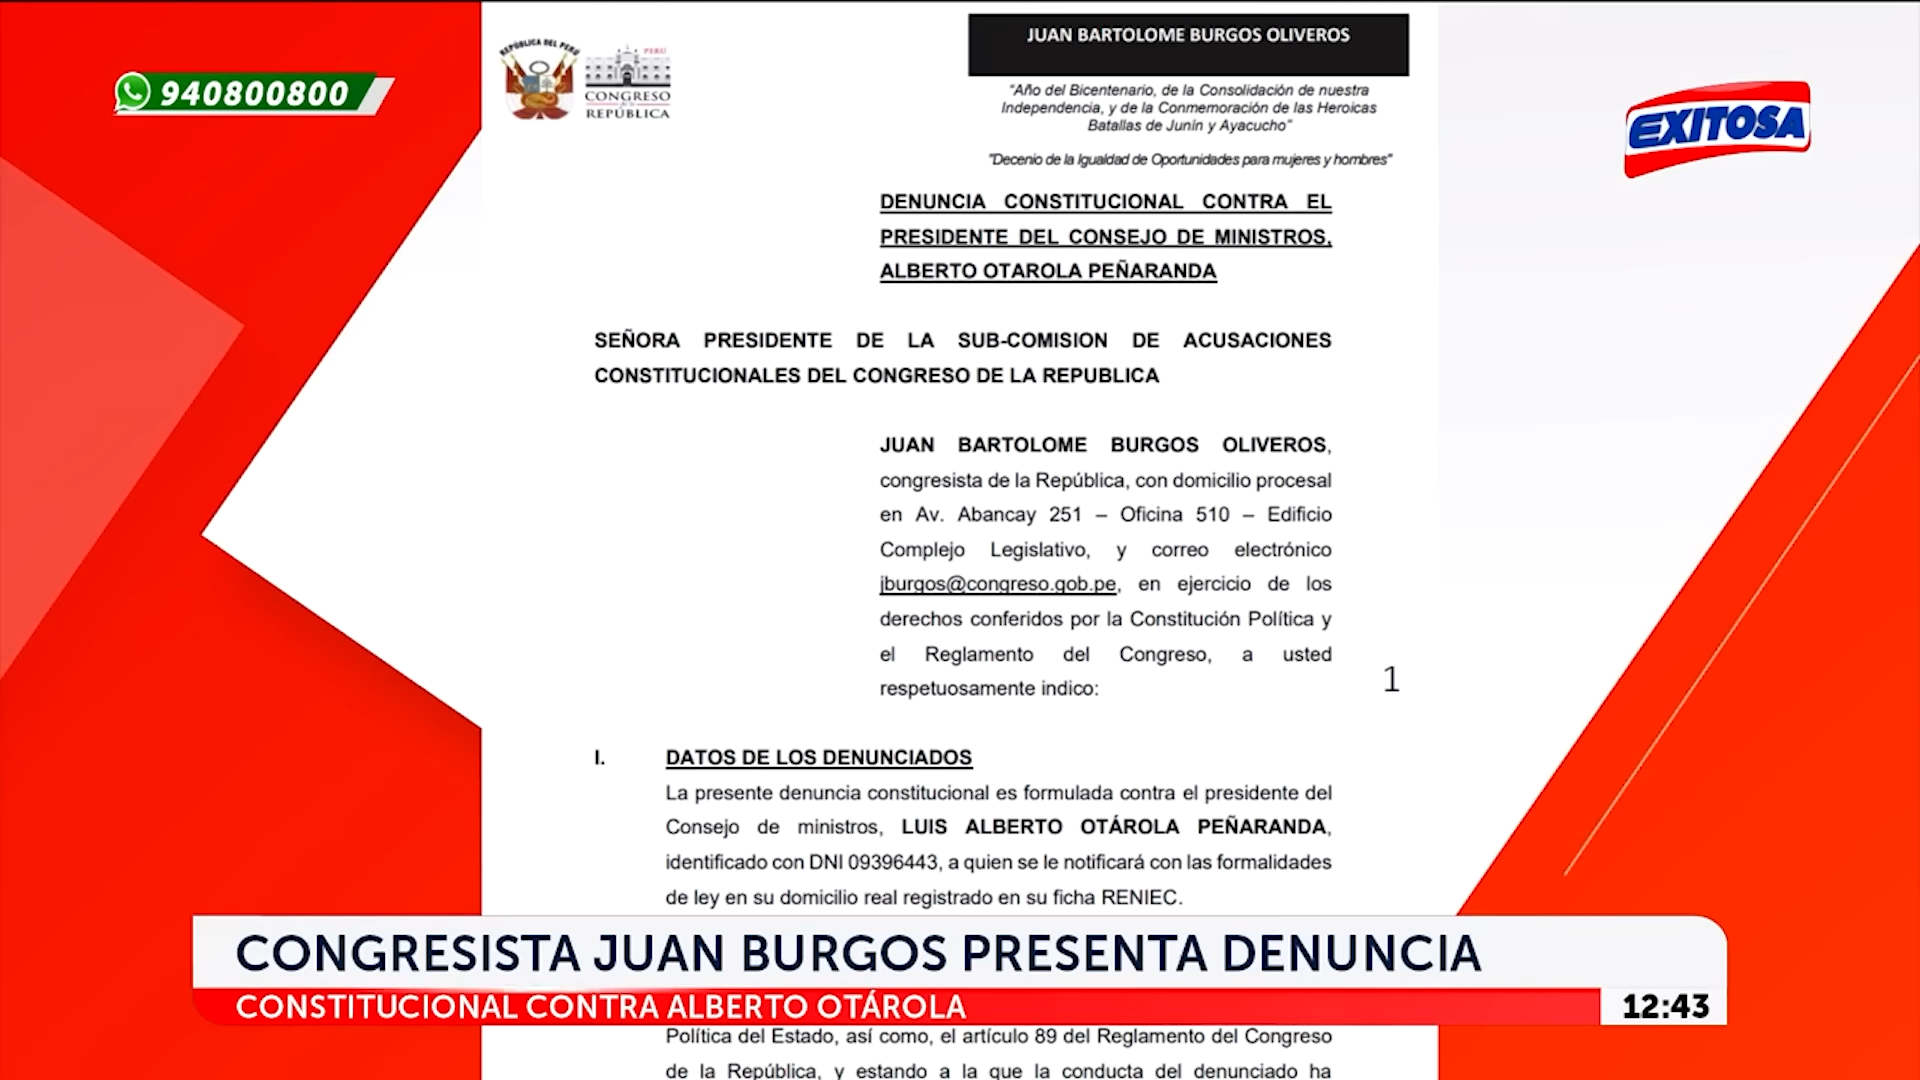 940800800
REPÚBLICA DEL PERÚ
PERÚ
CONGRESO
de la
REPÚBLICA
JUAN BARTOLOME BURGOS OLIVEROS
"Año del Bicentenario, de la Consolidación de nuestra
Independencia, y de la Conmemoración de las Heroicas
Batallas de Junín y Ayacucho"
"Decenio de la Igualdad de Oportunidades para mujeres y hombres"
EXITOSA
DENUNCIA CONSTITUCIONAL CONTRA EL
PRESIDENTE DEL CONSEJO DE MINISTROS,
ALBERTO OTAROLA PEÑARANDA
SEÑORA PRESIDENTE DE LA SUB-COMISION DE ACUSACIONES
CONSTITUCIONALES DEL CONGRESO DE LA REPUBLICA
JUAN BARTOLOME BURGOS OLIVEROS,
congresista de la República, con domicilio procesal
en Av. Abancay 251 – Oficina 510 – Edificio
Complejo Legislativo, y correo electrónico
jburgos@congreso.gob.pe, en ejercicio de los
derechos conferidos por la Constitución Política y
el Reglamento del Congreso, a usted
respetuosamente indico:
1
I. DATOS DE LOS DENUNCIADOS
La presente denuncia constitucional es formulada contra el presidente del
Consejo de ministros, LUIS ALBERTO OTÁROLA PEÑARANDA,
identificado con DNI 09396443, a quien se le notificará con las formalidades
de ley en su domicilio real registrado en su ficha RENIEC.
CONGRESISTA JUAN BURGOS PRESENTA DENUNCIA
CONSTITUCIONAL CONTRA ALBERTO OTÁROLA
12:43
Política del Estado, así como, el artículo 89 del Reglamento del Congreso
de la República, y estando a la que la conducta del denunciado ha